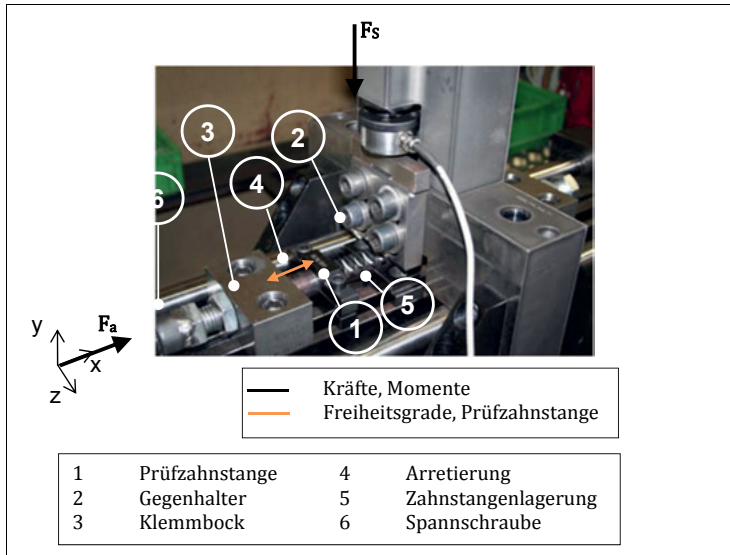 Fs
3
2
4
6
5
1
y
Fa
x
z
Kräfte, Momente
Freiheitsgrade, Prüfzahnstange
1 Prüfzahnstange 4 Arretierung
2 Gegenhalter 5 Zahnstangenlagerung
3 Klemmbock 6 Spannschraube